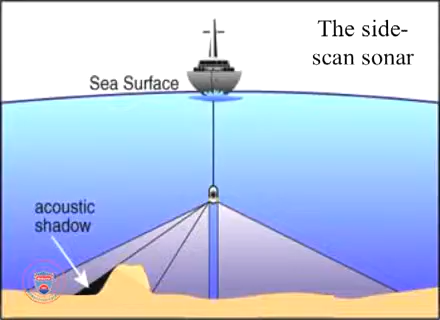 The side-
scan sonar
Sea Surface
acoustic
shadow